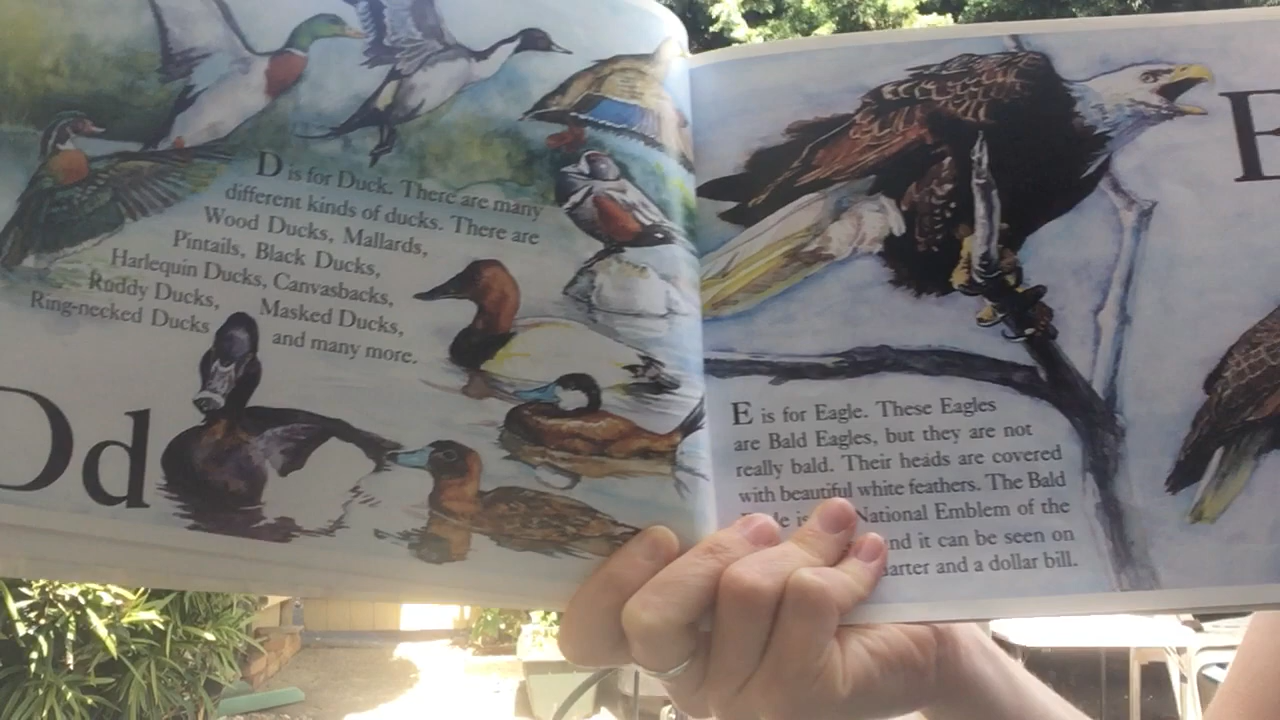 D is for Duck. There are many
different kinds of ducks. There are
Wood Ducks, Mallards,
Pintails, Black Ducks,
Harlequin Ducks, Canvasbacks,
Ruddy Ducks, Masked Ducks,
Ring-necked Ducks and many more.
Dd
E
E is for Eagle. These Eagles
are Bald Eagles, but they are not
really bald. Their heads are covered
with beautiful white feathers. The Bald
is National Emblem of the
and it can be seen on
and a dollar bill.